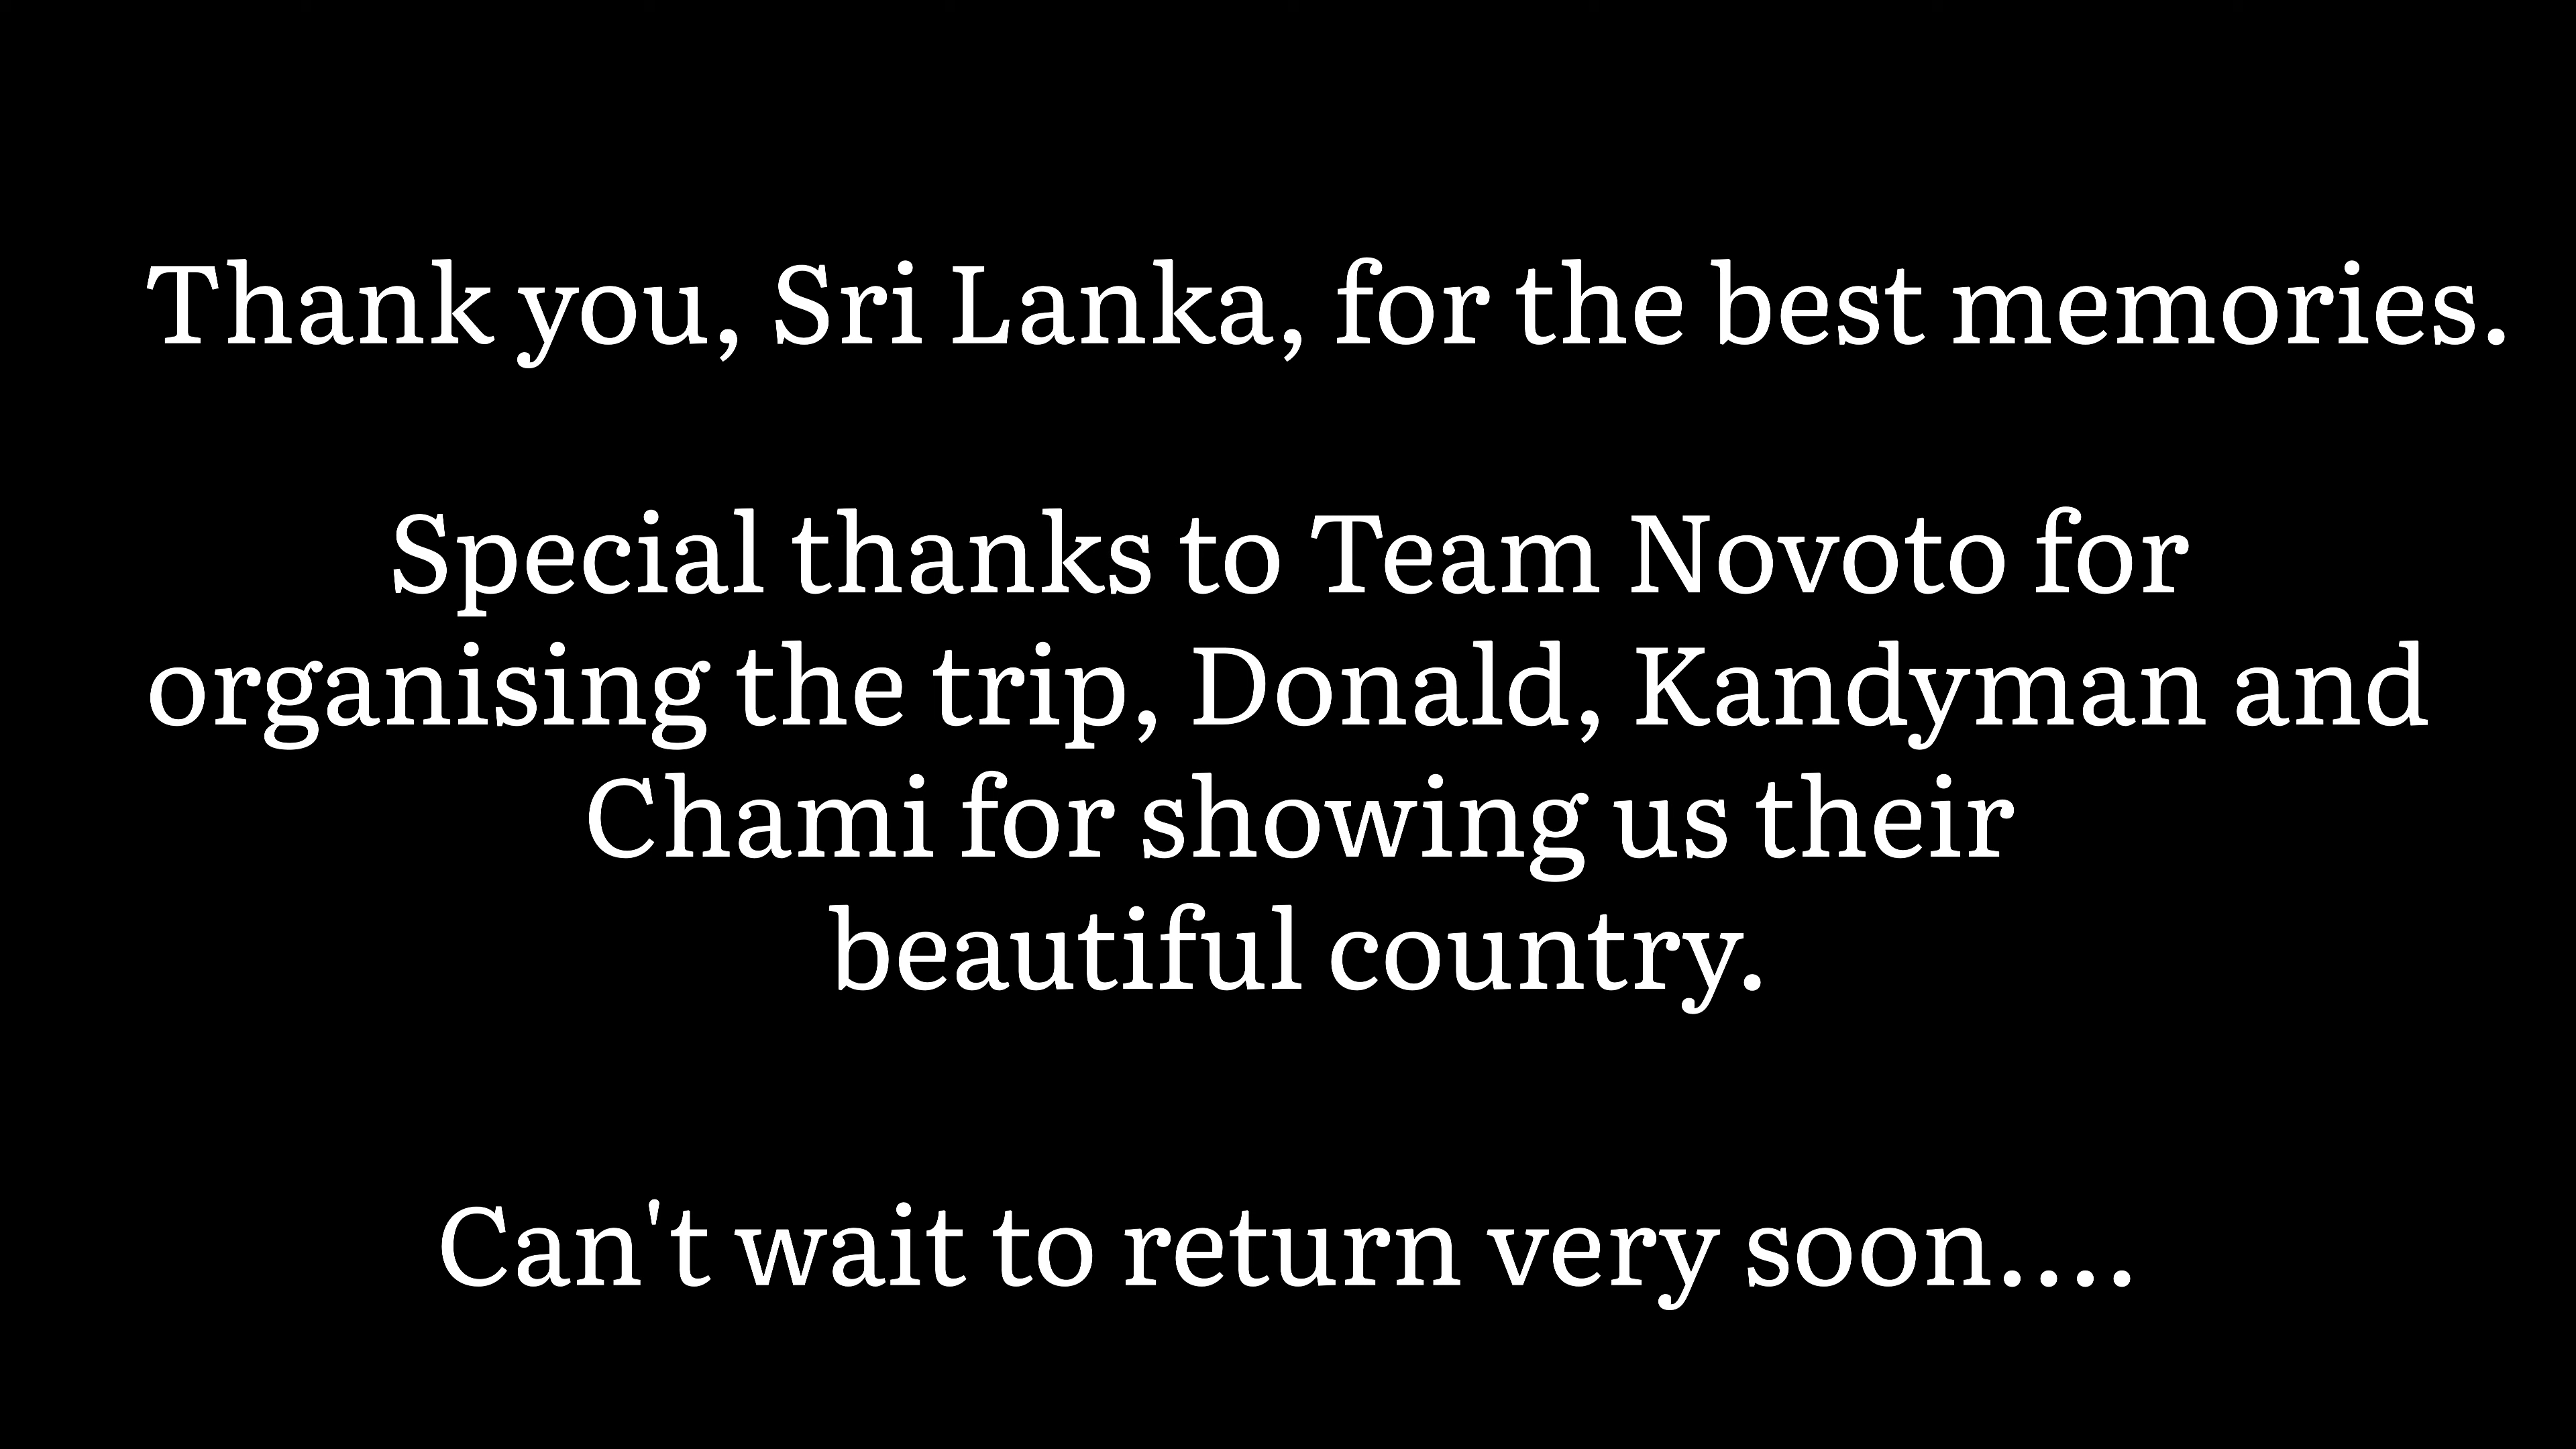 Thank you, Sri Lanka, for the best memories.
Special thanks to Team Novoto for
organising the trip, Donald, Kandyman and
Chami for showing us their
beautiful country.
Can't wait to return very soon....